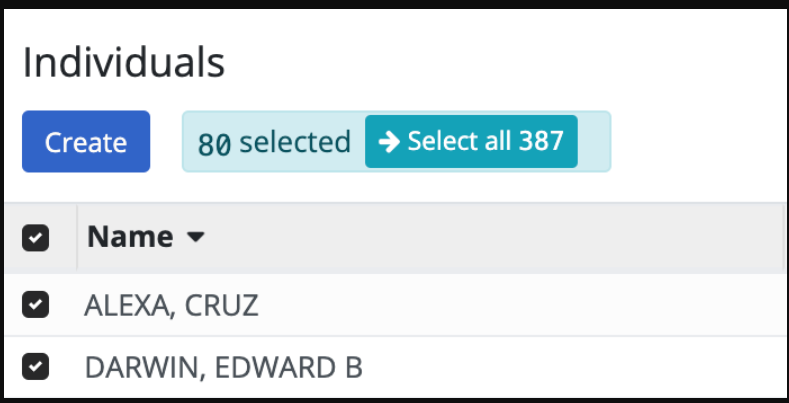 Individuals
Create
80 selected → Select all 387
Name
ALEXA, CRUZ
DARWIN, EDWARD B